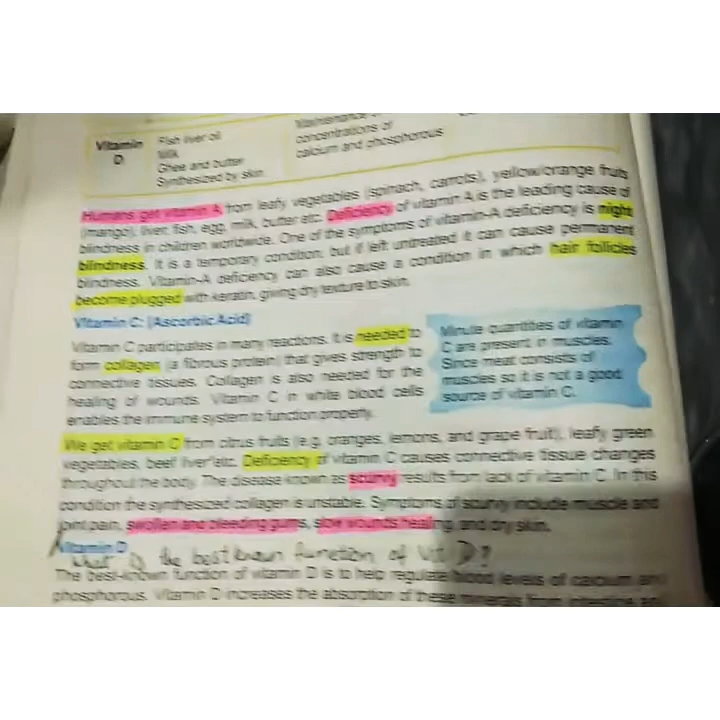 Vitamin D
Fish liver oil
Milk
Ghee and butter
Synthesized by skin
concentrations of
calcium and phosphorous
Humans get vitamin A from leafy vegetables (spinach, carrots), yellow/orange fruits
(mango), liver, fish, egg, milk, butter etc. Deficiency of vitamin A is the leading cause of
blindness in children worldwide. One of the symptoms of vitamin-A deficiency is night
blindness. It is a temporary condition, but if left untreated it can cause permanent
blindness. Vitamin-A deficiency can also cause a condition in which hair follicles
become plugged with keratin, giving dry texture to skin.
Vitamin C: (Ascorbic Acid)
Vitamin C participates in many reactions. It is needed to
form collagen (a fibrous protein) that gives strength to
connective tissues. Collagen is also needed for the
healing of wounds. Vitamin C in white blood cells
enables the immune system to function properly.
Minute quantities of vitamin
C are present in muscles.
Since meat consists of
muscles so it is not a good
source of vitamin C.
We get vitamin C from citrus fruits (e.g. oranges, lemons, and grape fruit), leafy green
vegetables, beef liver etc. Deficiency of vitamin C causes connective tissue changes
throughout the body. The disease known as scurvy results from lack of vitamin C. In this
condition the synthesized collagen is unstable. Symptoms of scurvy include muscle and
joint pain, swollen and bleeding gums, slow wounds healing, and dry skin.
Vitamin D
What is the best known function of Vit D?
The best-known function of vitamin D is to help regulate blood levels of calcium and
phosphorous. Vitamin D increases the absorption of these minerals from intestine and